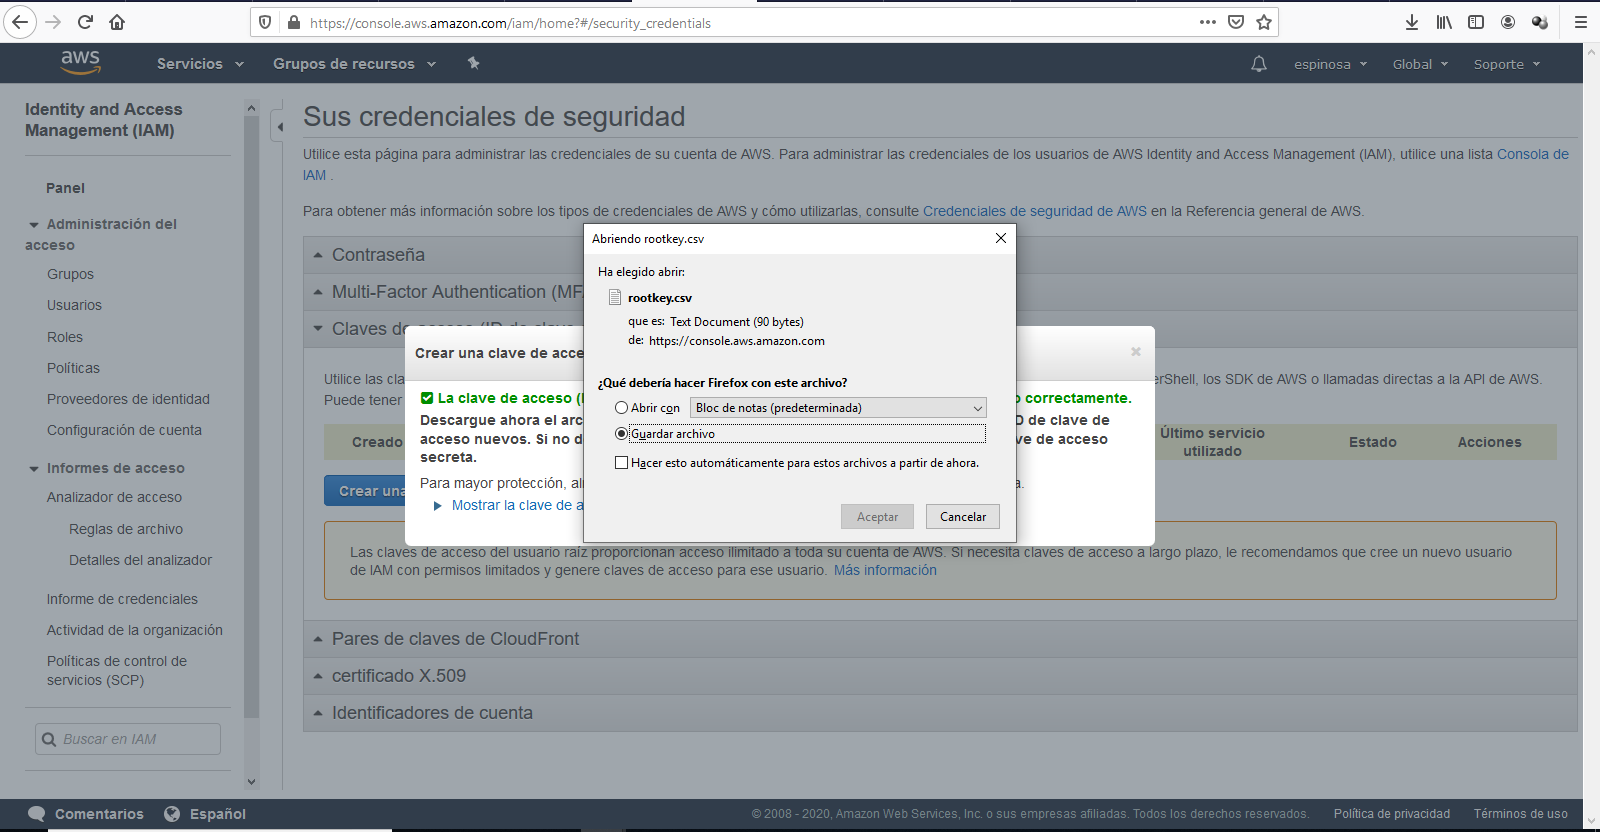 https://console.aws.amazon.com/iam/home?#/security_credentials
aws
Servicios
Grupos de recursos
espinosa
Global
Soporte
Identity and Access
Management (IAM)
Panel
Administración del
acceso
Grupos
Usuarios
Roles
Políticas
Proveedores de identidad
Configuración de cuenta
Informes de acceso
Analizador de acceso
Reglas de archivo
Detalles del analizador
Informe de credenciales
Actividad de la organización
Políticas de control de
servicios (SCP)
Buscar en IAM
Sus credenciales de seguridad
Utilice esta página para administrar las credenciales de su cuenta de AWS. Para administrar las credenciales de los usuarios de AWS Identity and Access Management (IAM), utilice una lista Consola de
IAM .
Para obtener más información sobre los tipos de credenciales de AWS y cómo utilizarlas, consulte Credenciales de seguridad de AWS en la Referencia general de AWS.
Contraseña
Multi-Factor Authentication (MF
Claves de acceso (ID de clave
Utilice las cla
erShell, los SDK de AWS o llamadas directas a la API de AWS.
Puede tener
Creado
Último servicio
utilizado
Estado
Acciones
Crear una
Crear una clave de acce
La clave de acceso (
o correctamente.
Descargue ahora el arc
D de clave de
acceso nuevos. Si no d
ve de acceso
secreta.
Para mayor protección, al
a.
Mostrar la clave de a
Abriendo rootkey.csv
Ha elegido abrir:
rootkey.csv
que es: Text Document (90 bytes)
de: https://console.aws.amazon.com
¿Qué debería hacer Firefox con este archivo?
Abrir con
Bloc de notas (predeterminada)
Guardar archivo
Hacer esto automáticamente para estos archivos a partir de ahora.
Aceptar
Cancelar
Las claves de acceso del usuario raíz proporcionan acceso ilimitado a toda su cuenta de AWS. Si necesita claves de acceso a largo plazo, le recomendamos que cree un nuevo usuario
de IAM con permisos limitados y genere claves de acceso para ese usuario. Más información
Pares de claves de CloudFront
certificado X.509
Identificadores de cuenta
Comentarios
Español
© 2008 - 2020, Amazon Web Services, Inc. o sus empresas afiliadas. Todos los derechos reservados.
Política de privacidad
Términos de uso